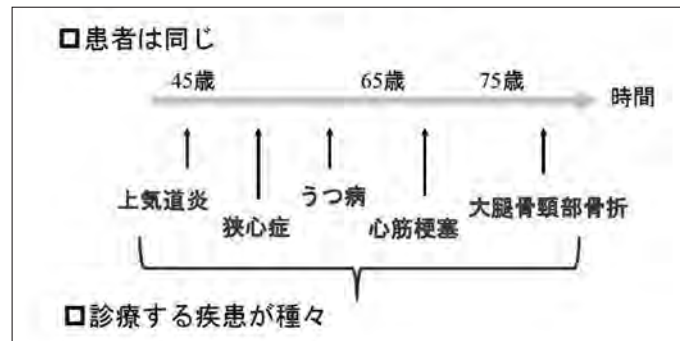 □患者は同じ
45歳 65歳 75歳
時間
上気道炎 狭心症 うつ病 心筋梗塞 大腿骨頸部骨折
□診療する疾患が種々